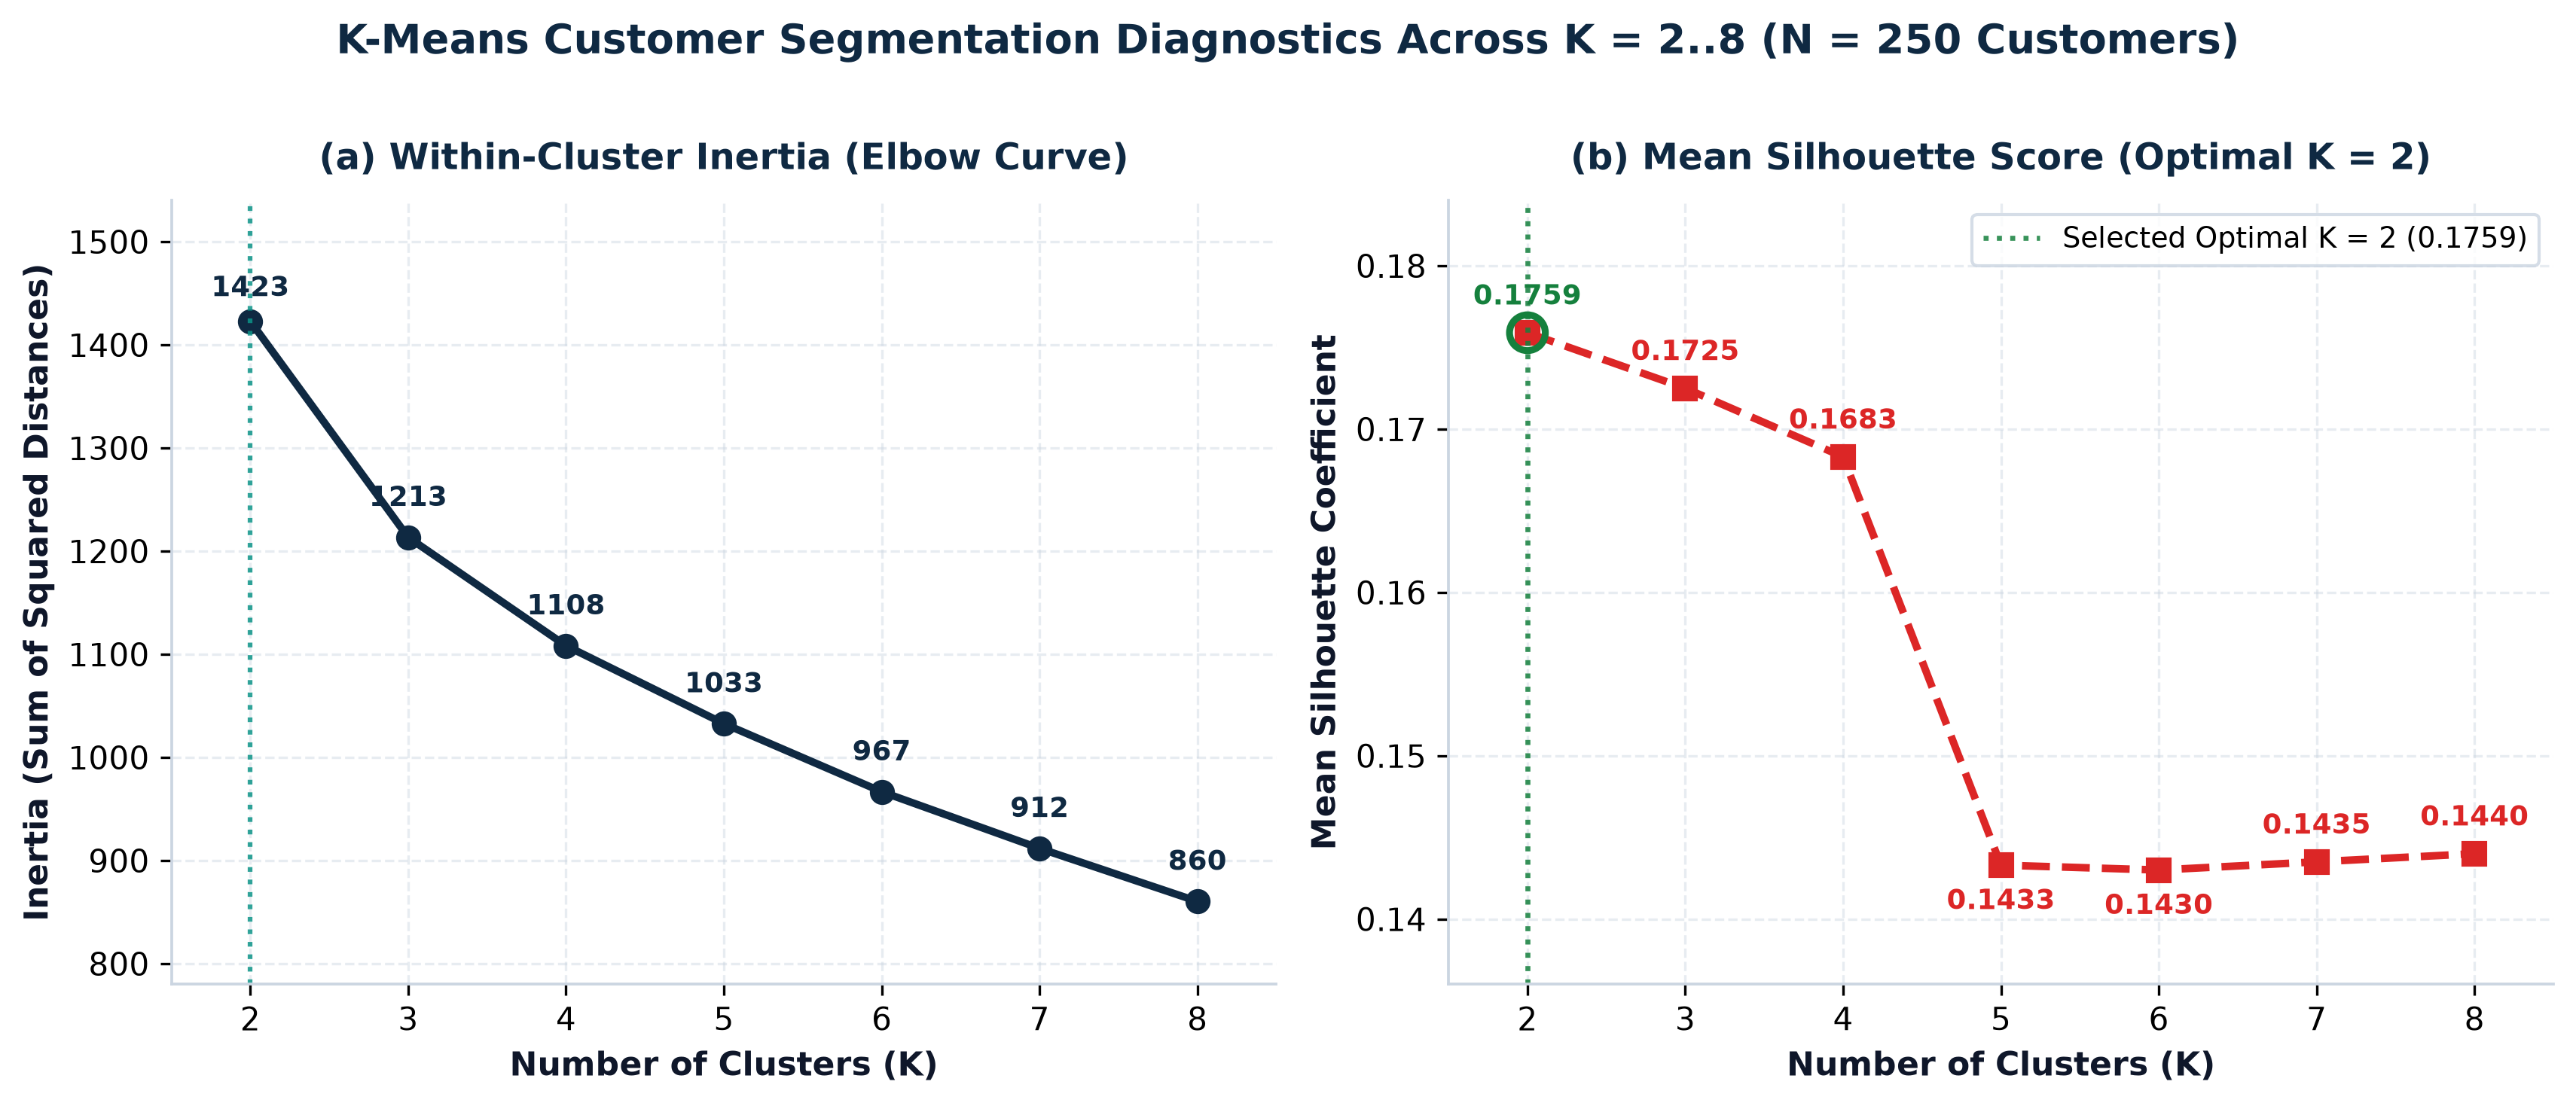 K-Means Customer Segmentation Diagnostics Across K = 2..8 (N = 250 Customers)
(a) Within-Cluster Inertia (Elbow Curve)
Inertia (Sum of Squared Distances)
1500
1400
1300
1200
1100
1000
900
800
1423
1213
1108
1033
967
912
860
2 3 4 5 6 7 8
Number of Clusters (K)
(b) Mean Silhouette Score (Optimal K = 2)
Selected Optimal K = 2 (0.1759)
Mean Silhouette Coefficient
0.18
0.17
0.16
0.15
0.14
0.1759
0.1725
0.1683
0.1433
0.1430
0.1435
0.1440
2 3 4 5 6 7 8
Number of Clusters (K)